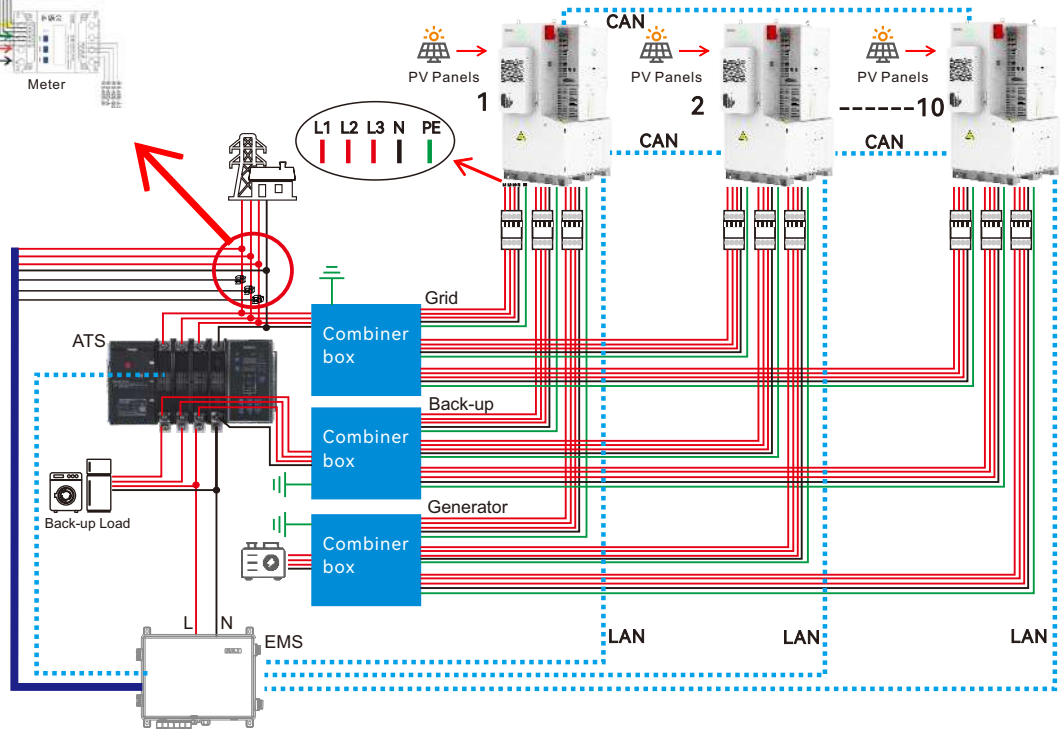 CAN
PV Panels
PV Panels
PV Panels
Meter
1
2
------10
L1 L2 L3 N PE
CAN
CAN
Grid
Combiner
box
ATS
Back-up
Combiner
box
Back-up Load
Generator
Combiner
box
L N
EMS
LAN
LAN
LAN